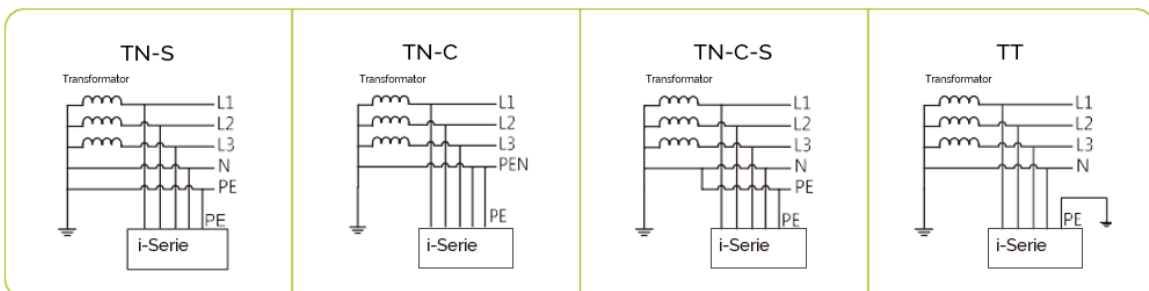 TN-S
Transformator
L1
L2
L3
N
PE
PE
i-Serie
TN-C
Transformator
L1
L2
L3
PEN
PE
i-Serie
TN-C-S
Transformator
L1
L2
L3
N
PE
PE
i-Serie
TT
Transformator
L1
L2
L3
N
PE
i-Serie